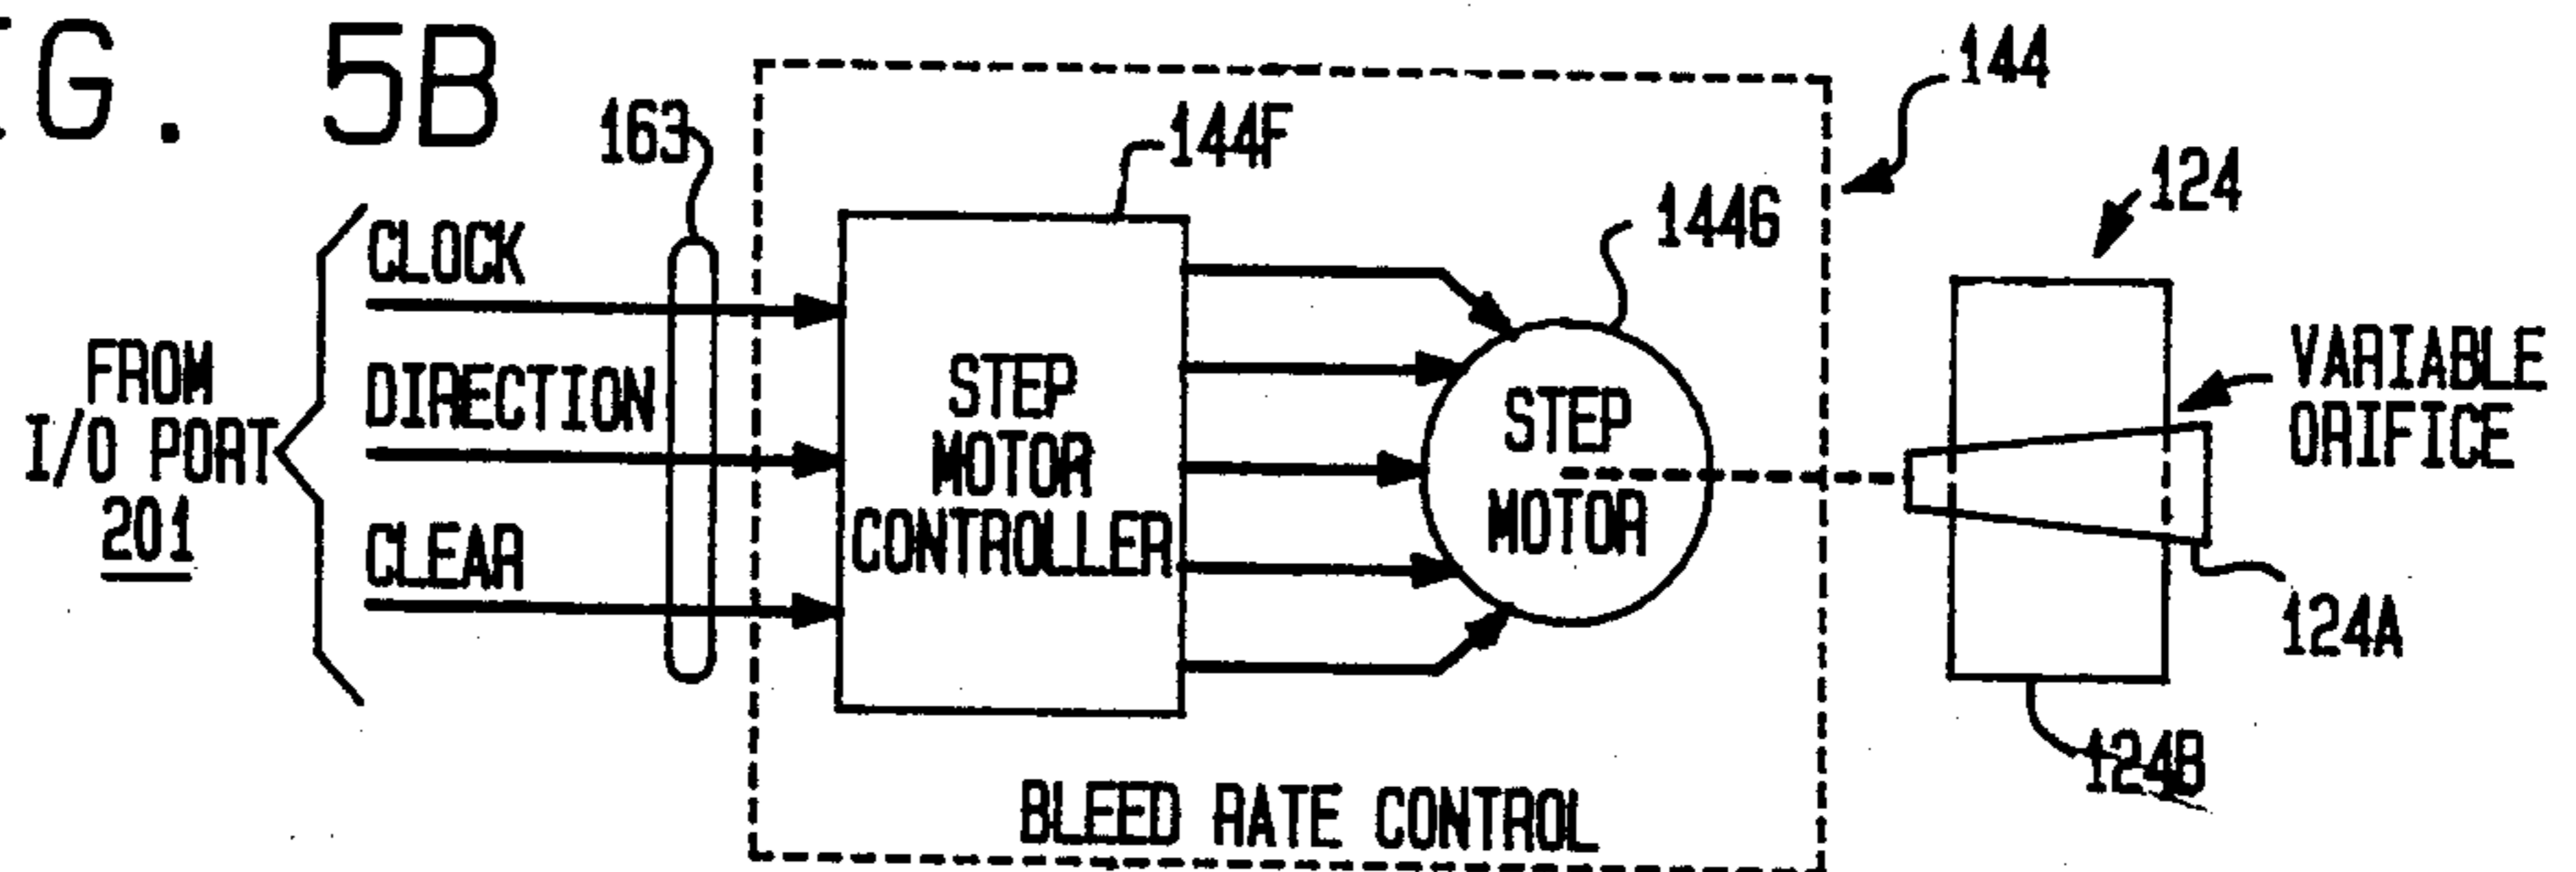 IG. 5B
163
144F
144
124
144G
CLOCK
DIRECTION
CLEAR
FROM
I/O PORT
201
STEP
MOTOR
CONTROLLER
STEP
MOTOR
VARIABLE
ORIFICE
124A
124B
BLEED RATE CONTROL